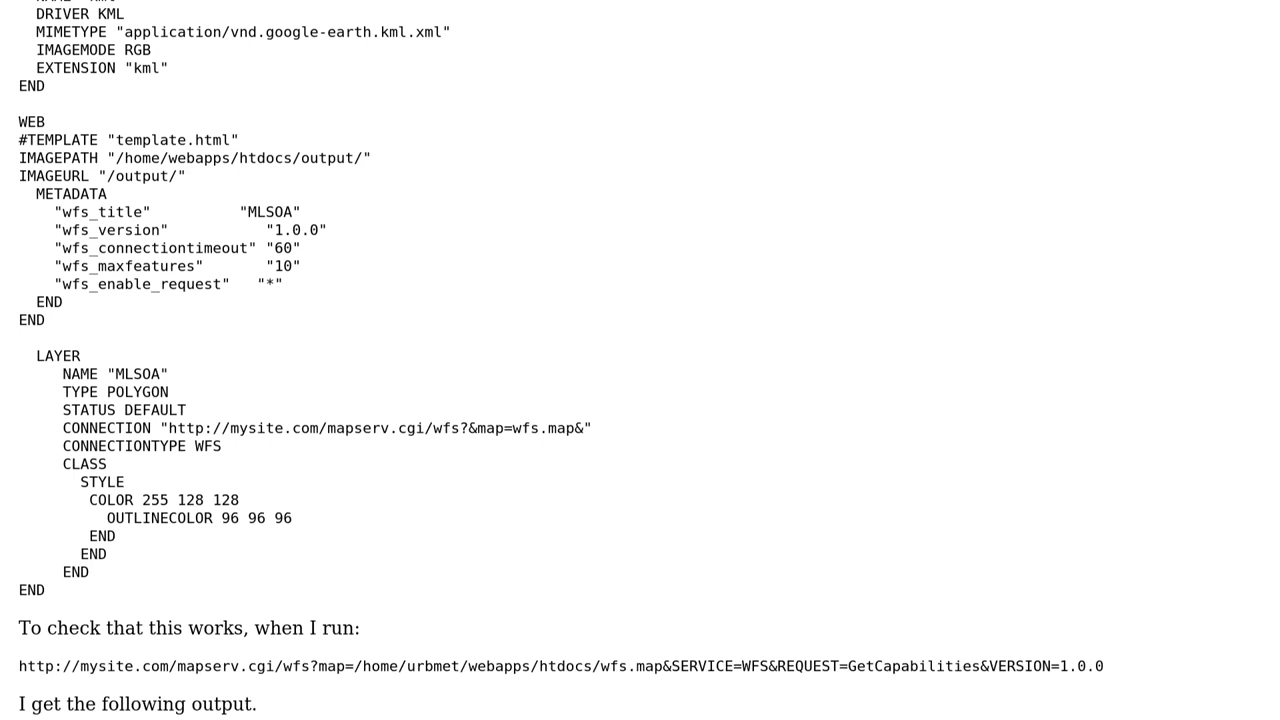 DRIVER KML
MIMETYPE "application/vnd.google-earth.kml.xml"
IMAGEMODE RGB
EXTENSION "kml"
END
WEB
#TEMPLATE "template.html"
IMAGEPATH "/home/webapps/htdocs/output/"
IMAGEURL "/output/"
METADATA
"wfs_title" "MLSOA"
"wfs_version" "1.0.0"
"wfs_connectiontimeout" "60"
"wfs_maxfeatures" "10"
"wfs_enable_request" "*"
END
END
LAYER
NAME "MLSOA"
TYPE POLYGON
STATUS DEFAULT
CONNECTION "http://mysite.com/mapserv.cgi/wfs?&map=wfs.map&"
CONNECTIONTYPE WFS
CLASS
STYLE
COLOR 255 128 128
OUTLINECOLOR 96 96 96
END
END
END
END
To check that this works, when I run:
http://mysite.com/mapserv.cgi/wfs?map=/home/urbmet/webapps/htdocs/wfs.map&SERVICE=WFS&REQUEST=GetCapabilities&VERSION=1.0.0
I get the following output.